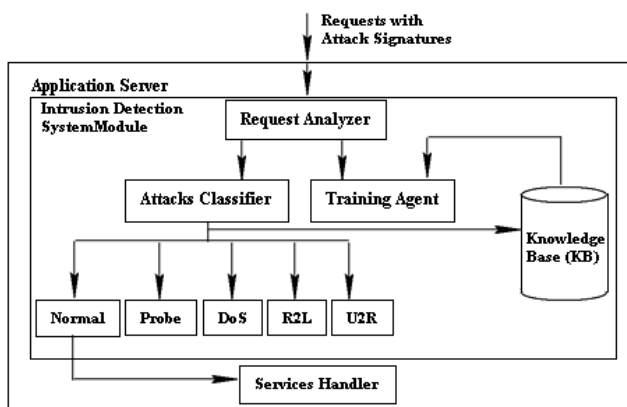 Requests with
Attack Signatures
Application Server
Intrusion Detection
SystemModule
Request Analyzer
Attacks Classifier
Training Agent
Knowledge
Base (KB)
Normal
Probe
DoS
R2L
U2R
Services Handler